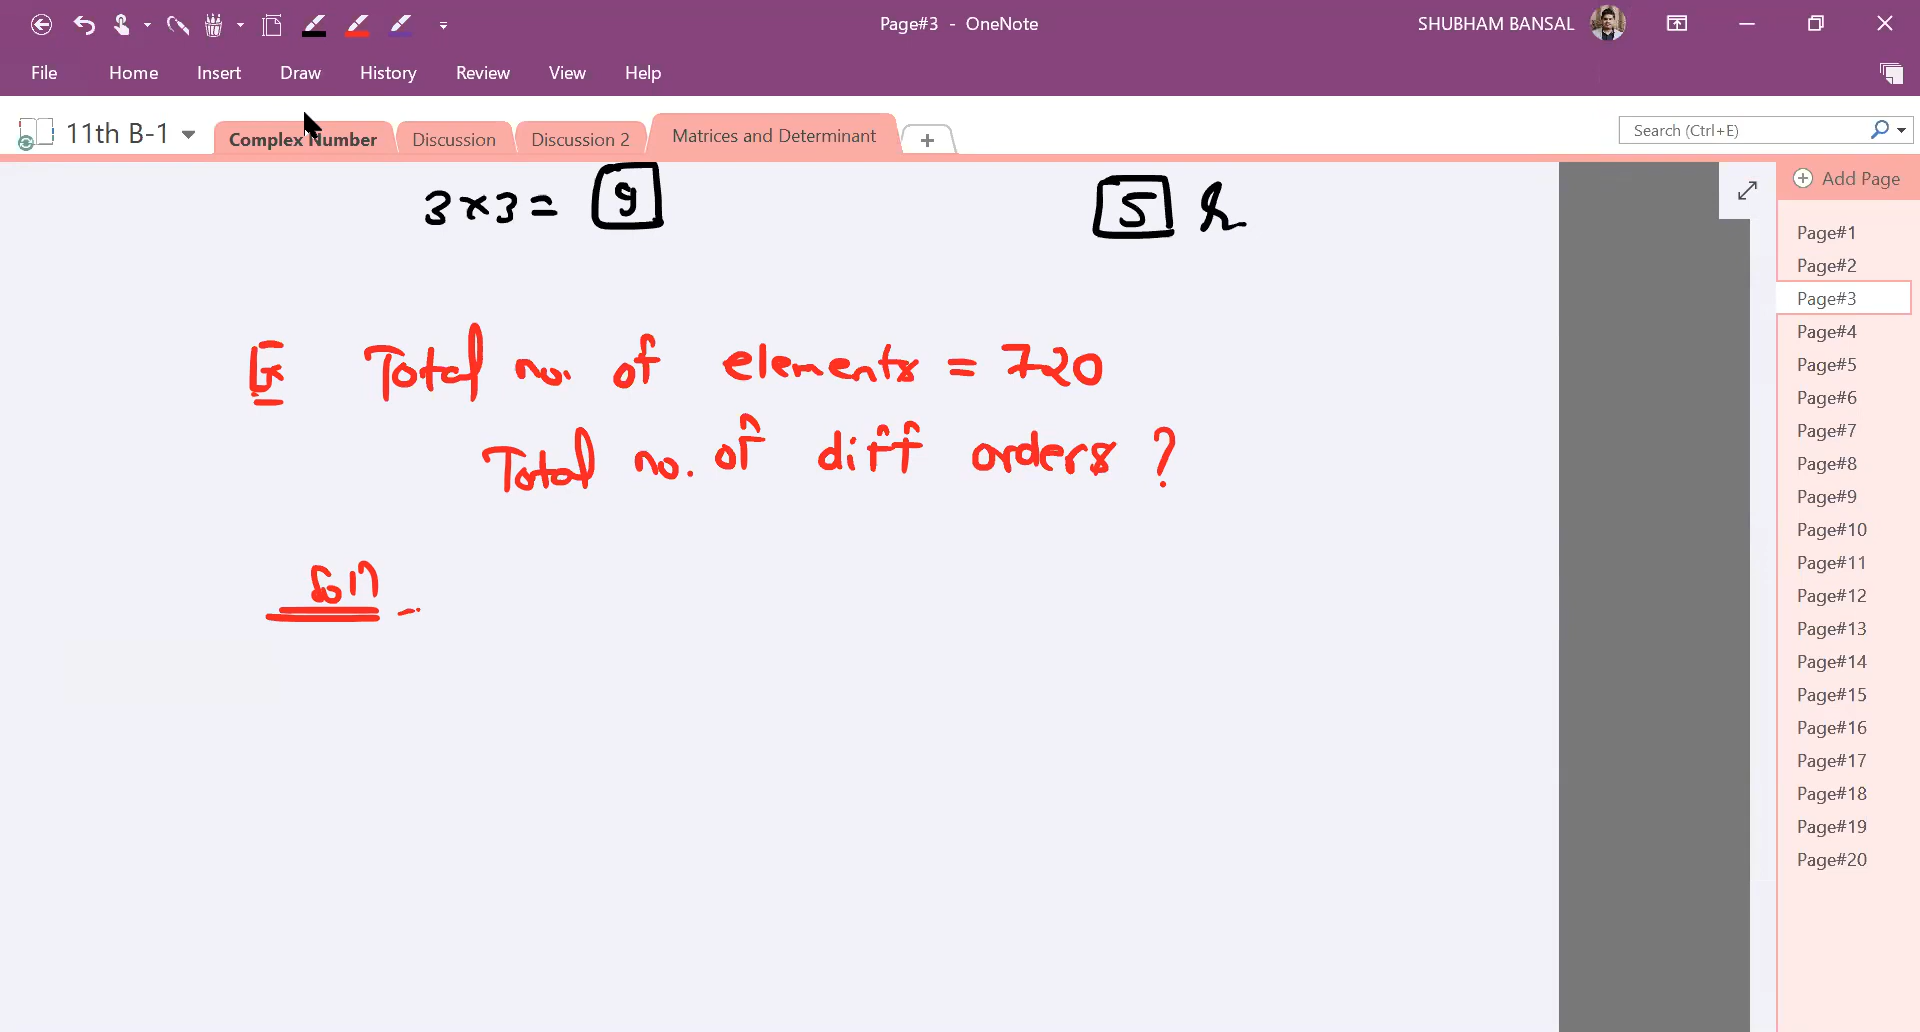 Page#3 - OneNote
SHUBHAM BANSAL
File Home Insert Draw History Review View Help
11th B-1
Complex Number
Discussion
Discussion 2
Matrices and Determinant
Search (Ctrl+E)
3×3 = 9
5
Ex Total no. of elements = 720
Total no. of diff orders ?
Add Page
Page#1
Page#2
Page#3
Page#4
Page#5
Page#6
Page#7
Page#8
Page#9
Page#10
Page#11
Page#12
Page#13
Page#14
Page#15
Page#16
Page#17
Page#18
Page#19
Page#20